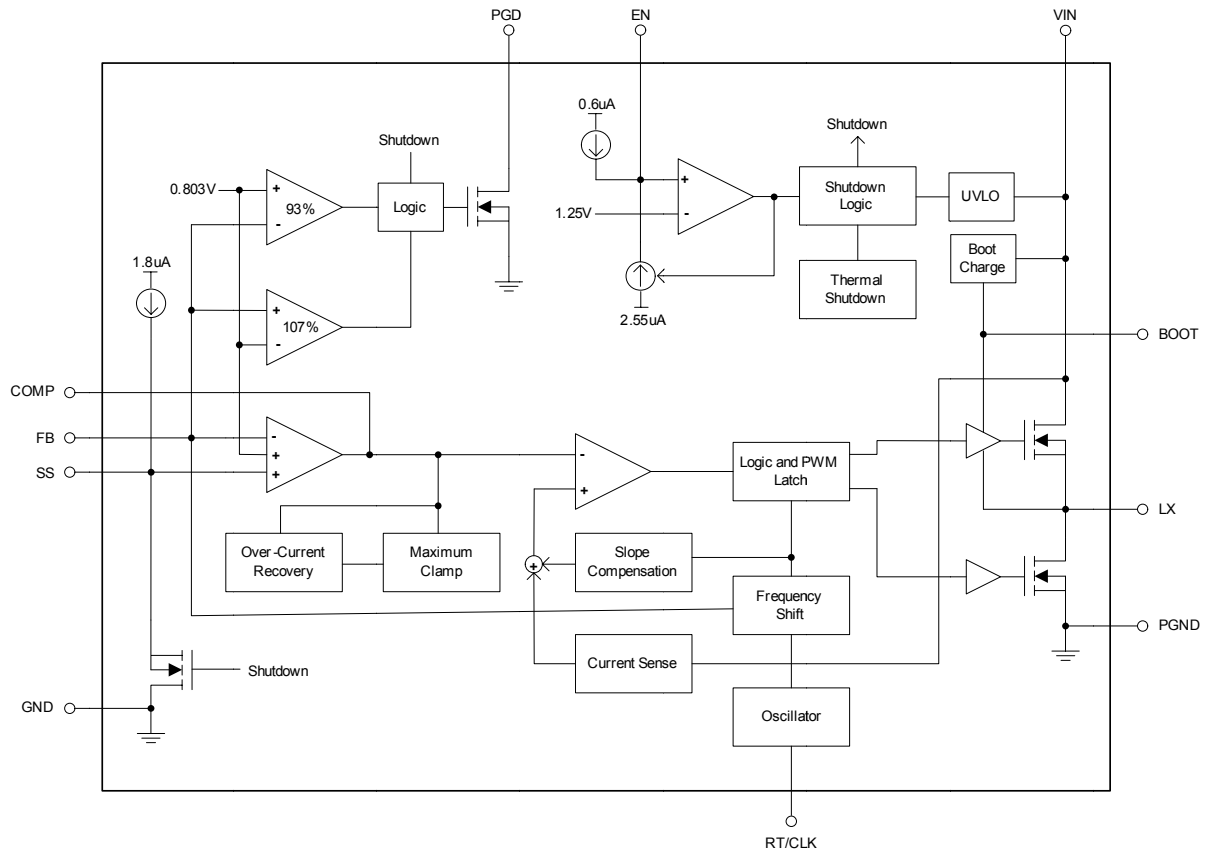 PGD
EN
VIN
0.6uA
Shutdown
Shutdown
0.803V
+
93%
-
Logic
+
-
1.25V
Shutdown
Logic
UVLO
1.8uA
Boot
Charge
Thermal
Shutdown
+
107%
-
2.55uA
BOOT
COMP
FB
SS
-
+
+
-
+
Logic and PWM
Latch
LX
Over-Current
Recovery
Maximum
Clamp
+
Slope
Compensation
Frequency
Shift
PGND
Shutdown
Current Sense
GND
Oscillator
RT/CLK